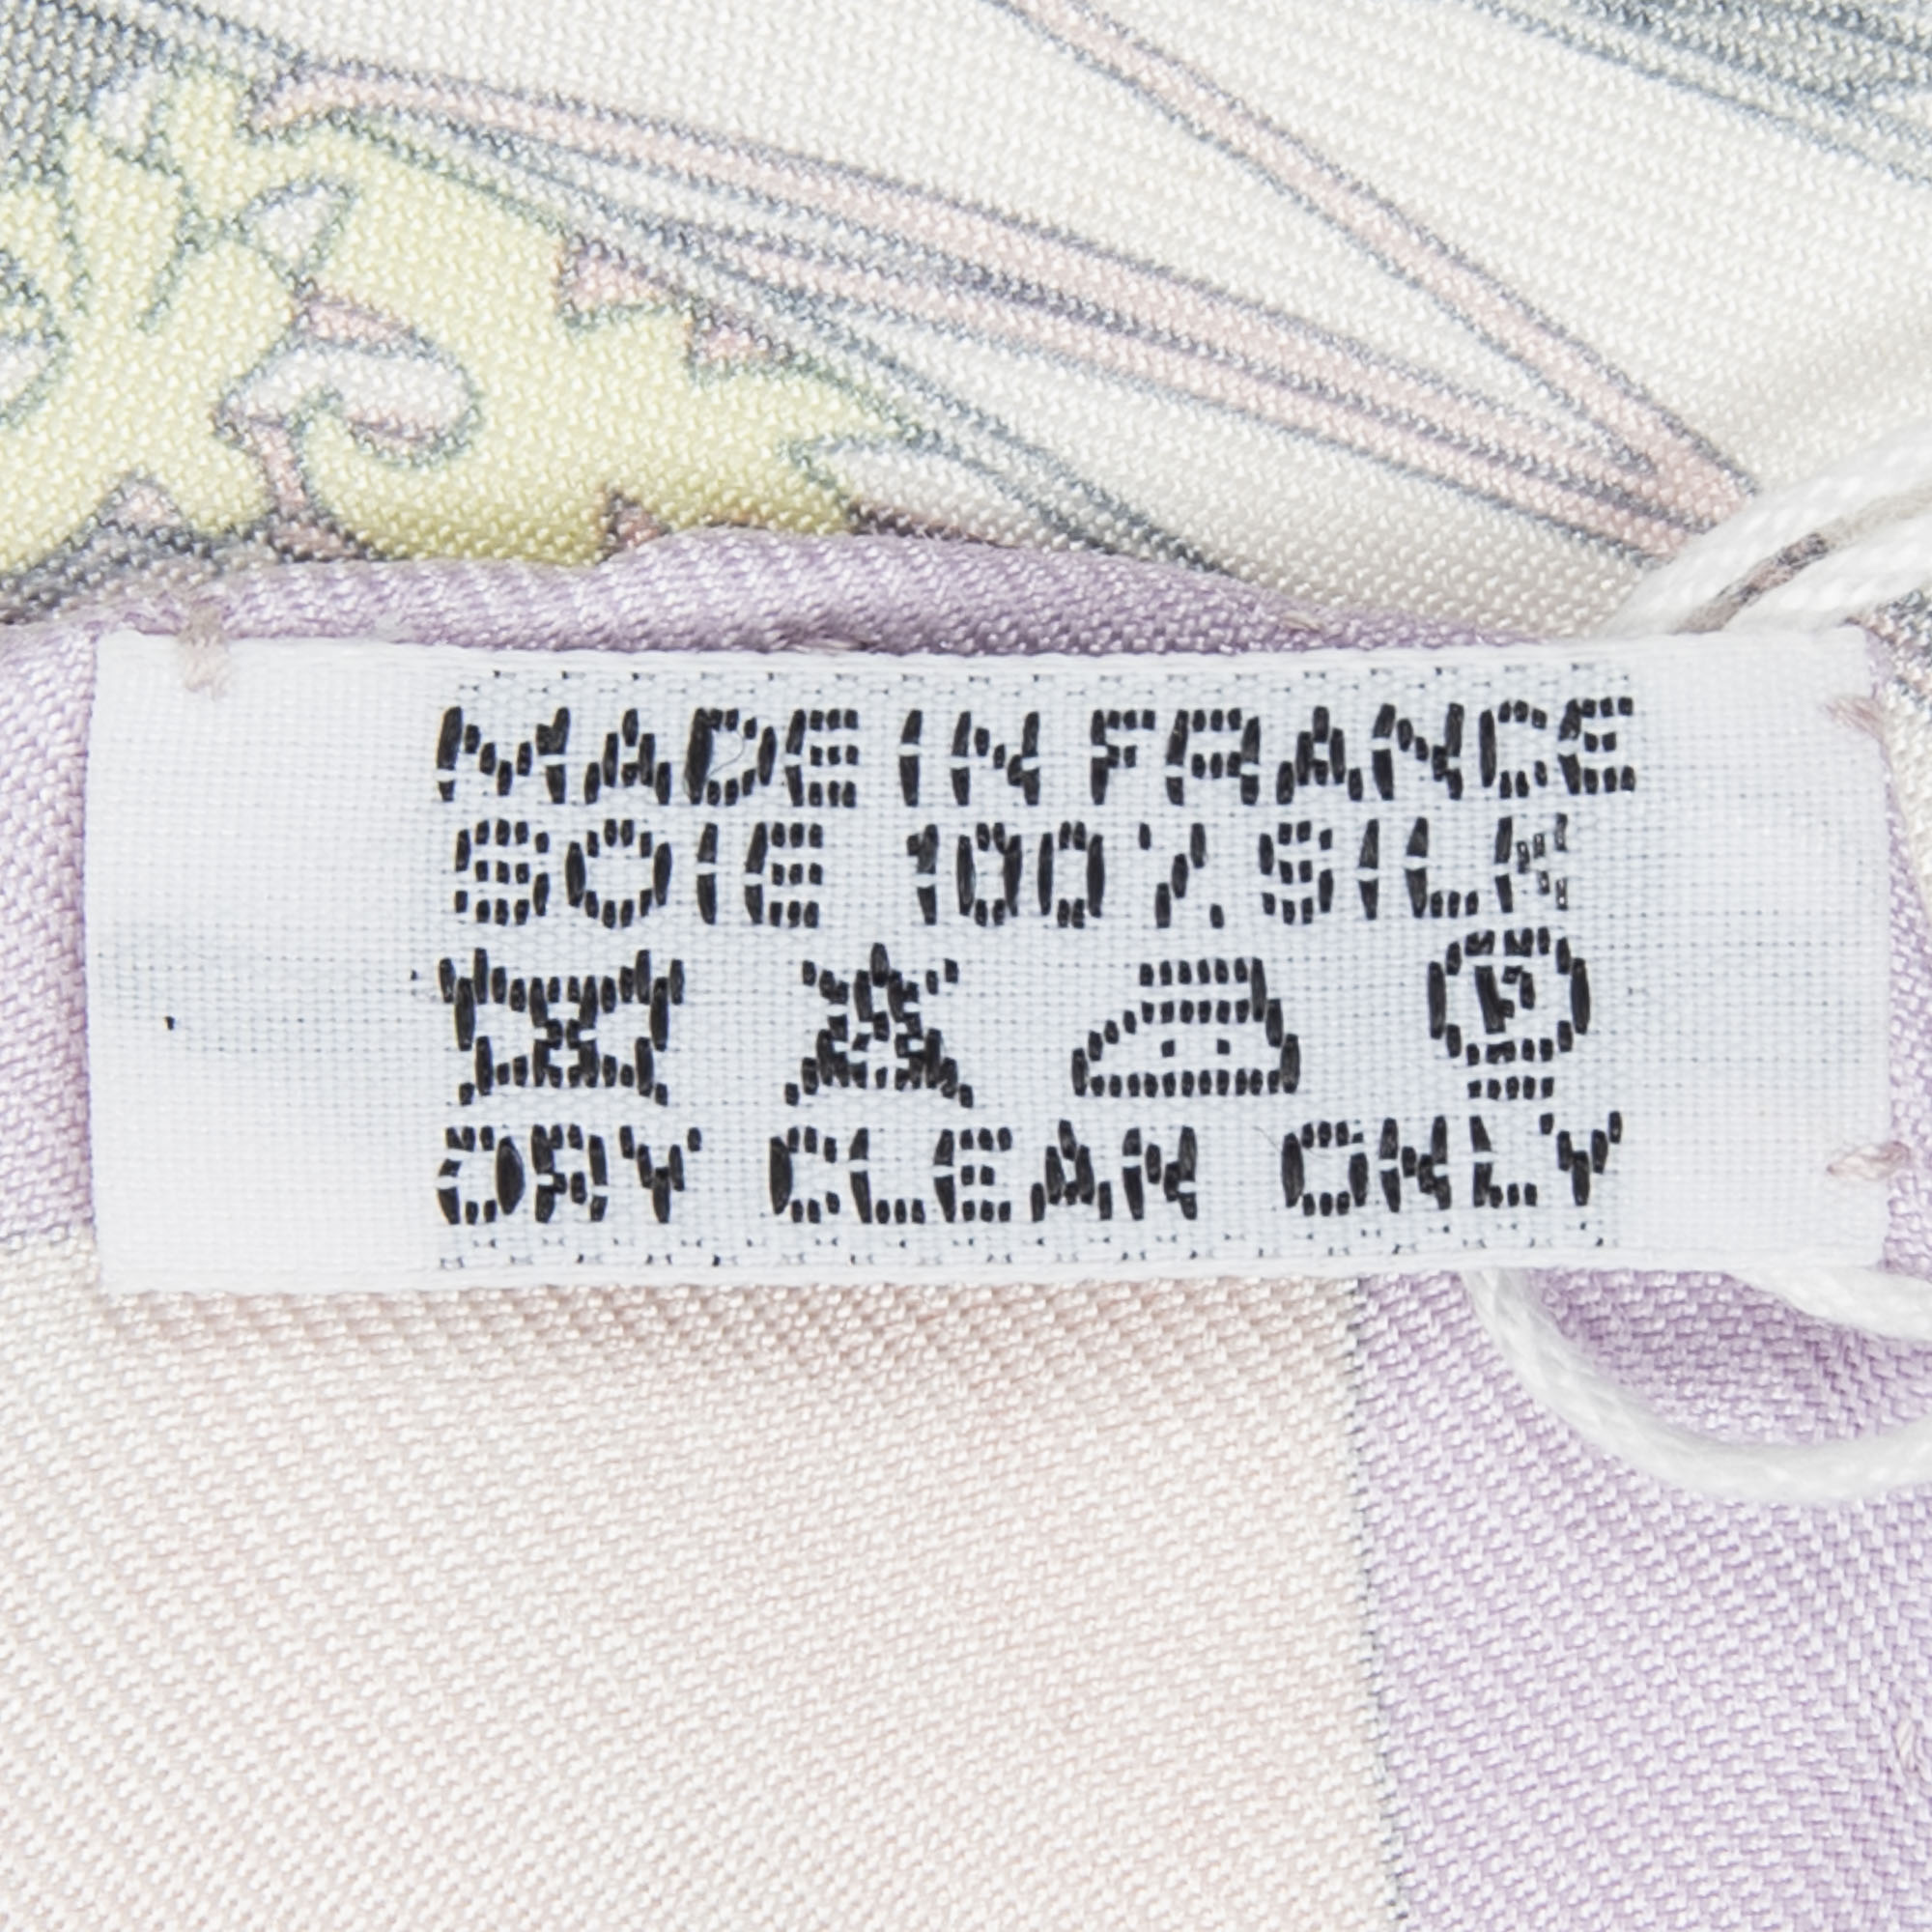 MADE IN FRANCE
SOIE 100% SILK
P
DRY CLEAN ONLY